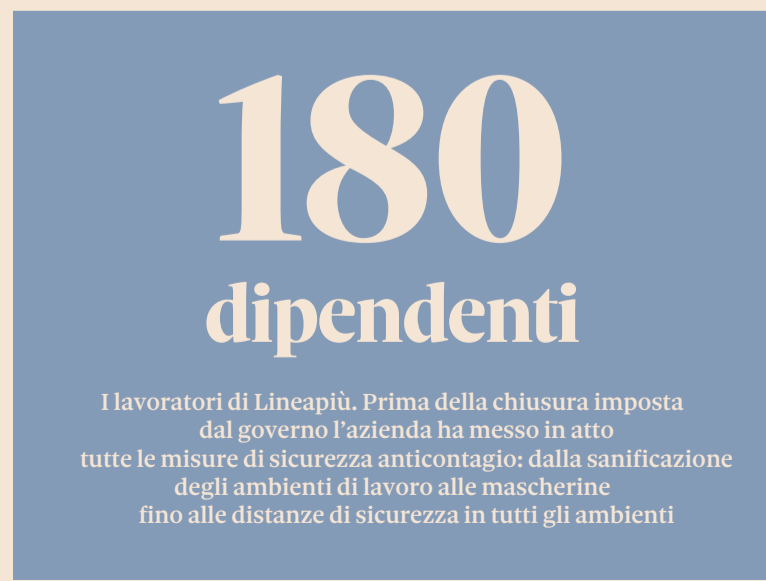 180
dipendenti
I lavoratori di Lineapiù. Prima della chiusura imposta
dal governo l’azienda ha messo in atto
tutte le misure di sicurezza anticontagio: dalla sanificazione
degli ambienti di lavoro alle mascherine
fino alle distanze di sicurezza in tutti gli ambienti